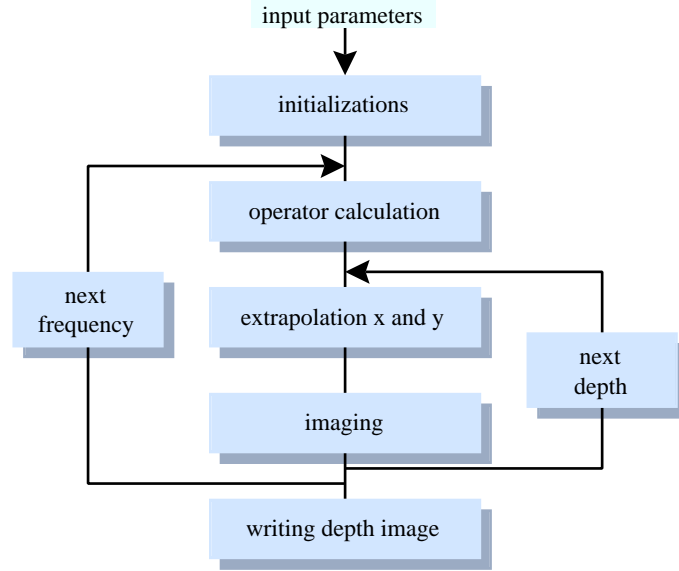 input parameters
initializations
operator calculation
next
frequency
extrapolation x and y
next
depth
imaging
writing depth image